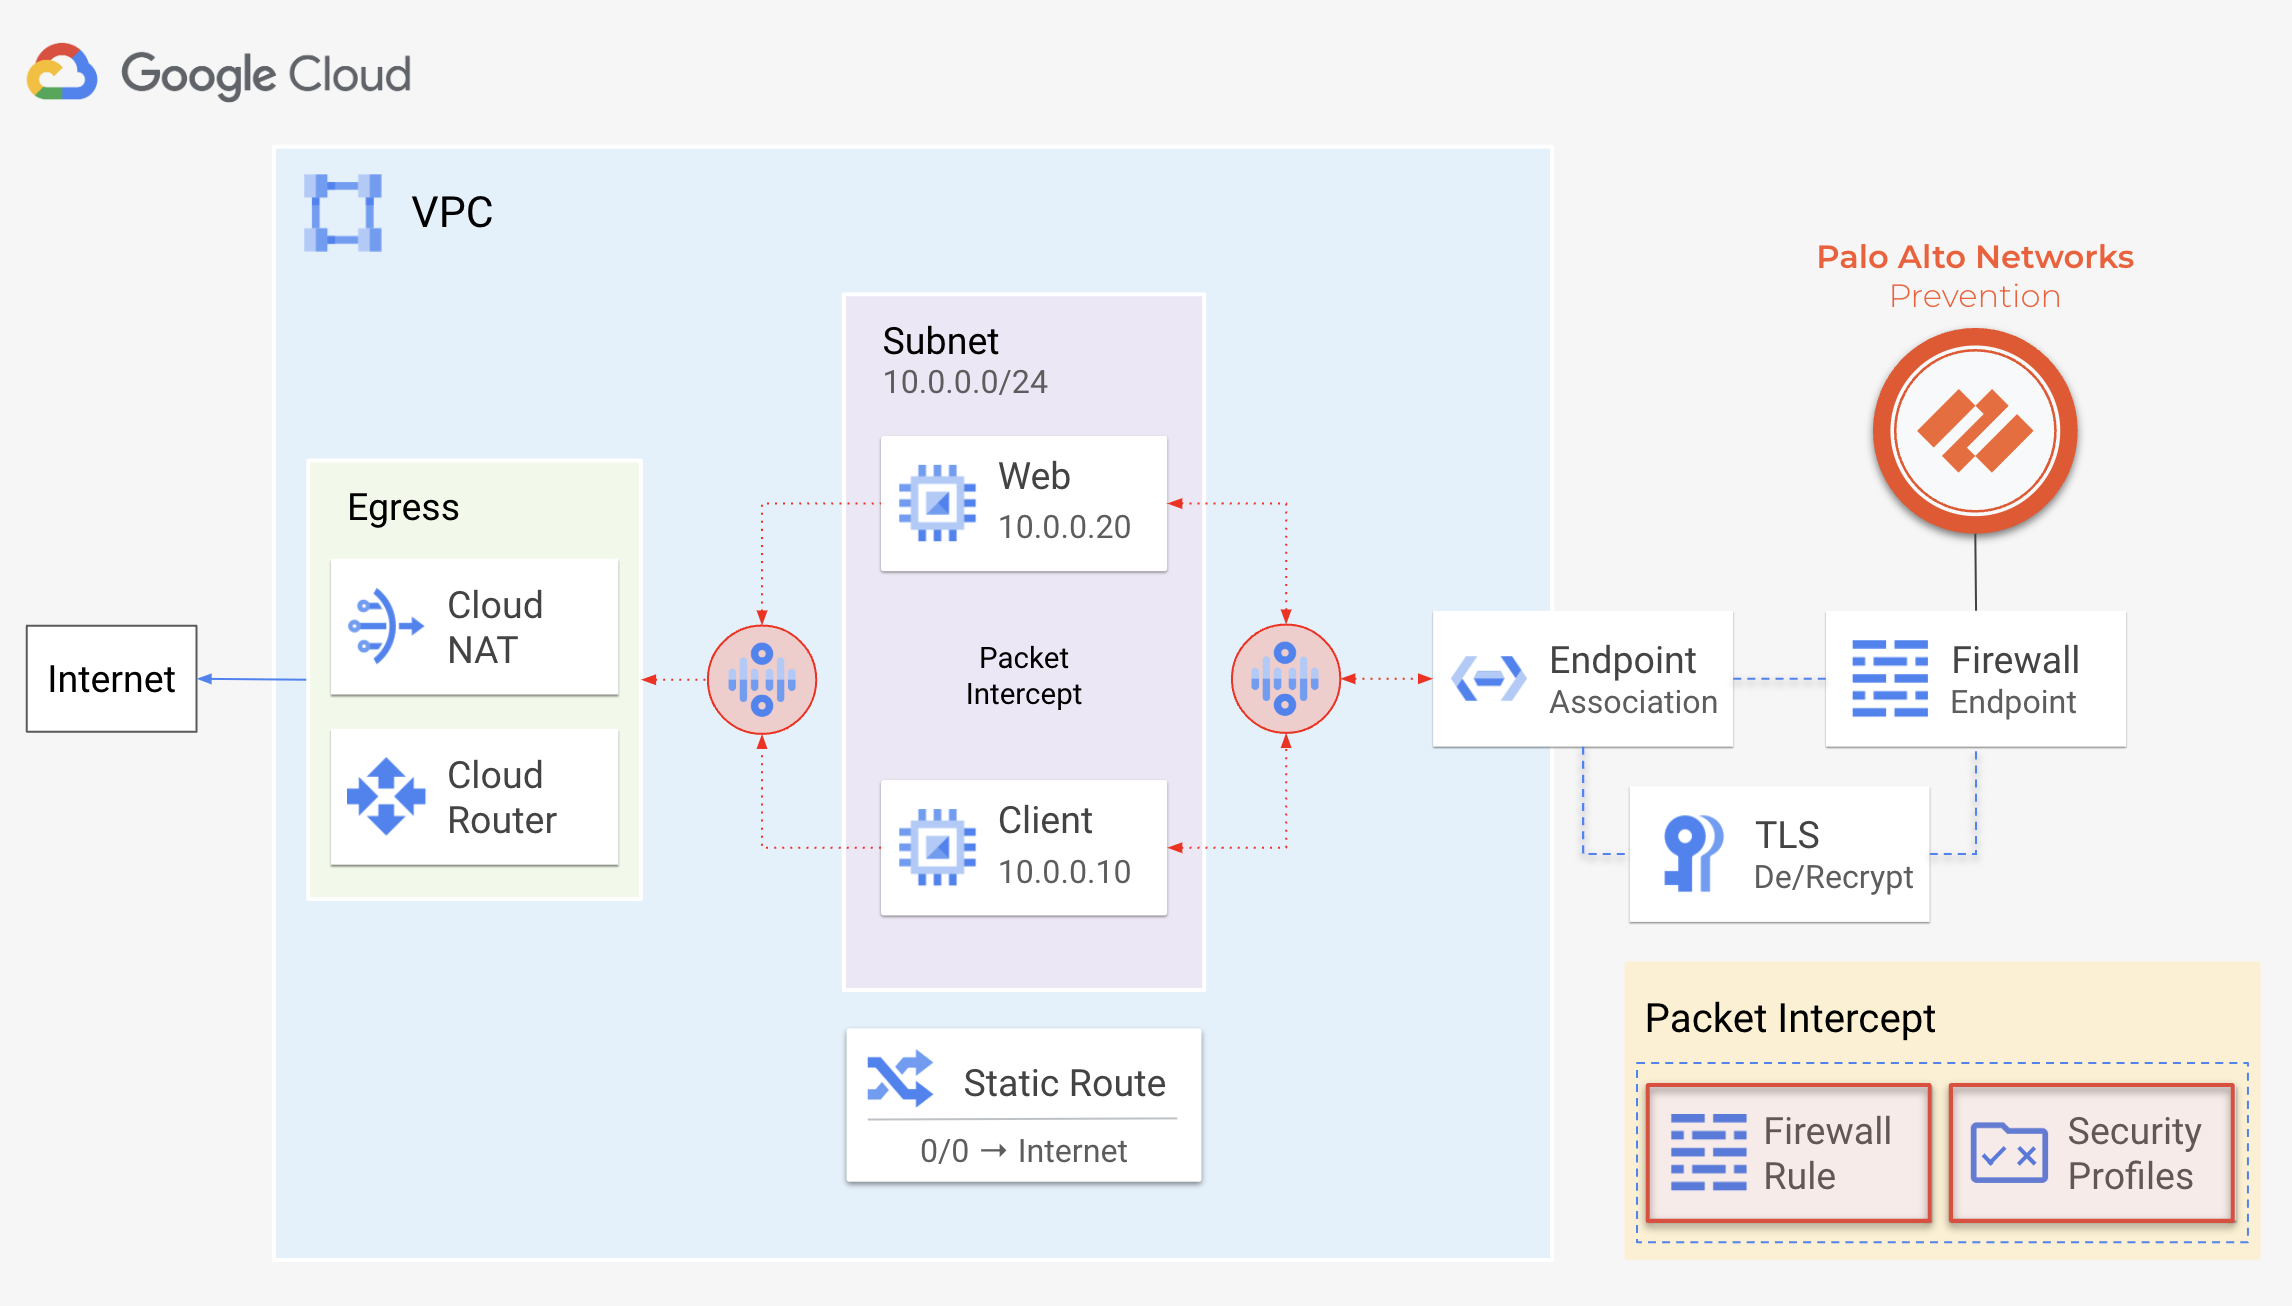 Google Cloud
VPC
Palo Alto Networks
Prevention
Subnet
10.0.0.0/24
Web
10.0.0.20
Egress
Cloud
NAT
Packet
Intercept
Internet
Endpoint
Association
Firewall
Endpoint
Cloud
Router
Client
10.0.0.10
TLS
De/Recrypt
Static Route
0/0 → Internet
Packet Intercept
Firewall
Rule
Security
Profiles